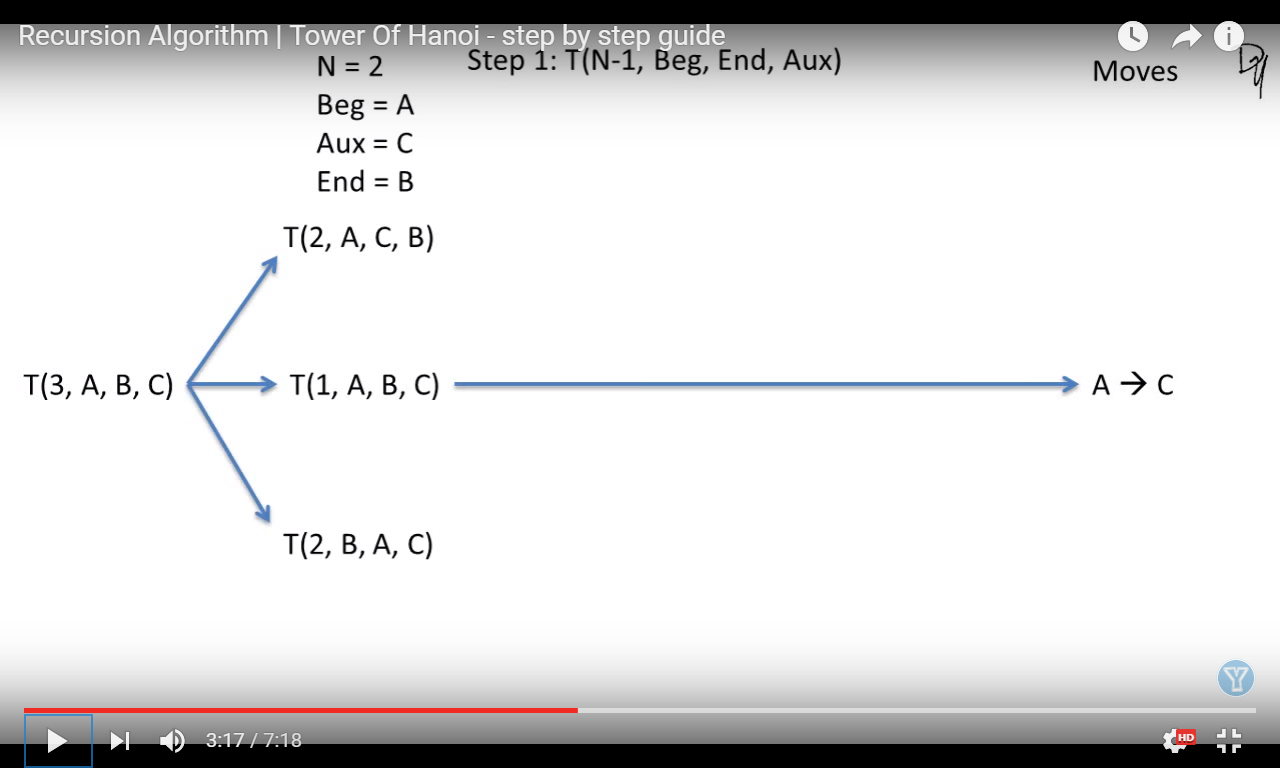 Recursion Algorithm | Tower Of Hanoi - step by step guide
N = 2
Step 1: T(N-1, Beg, End, Aux)
Moves
Beg = A
Aux = C
End = B
T(2, A, C, B)
T(3, A, B, C)
T(1, A, B, C)
A → C
T(2, B, A, C)
Y
3:17 / 7:18
HD